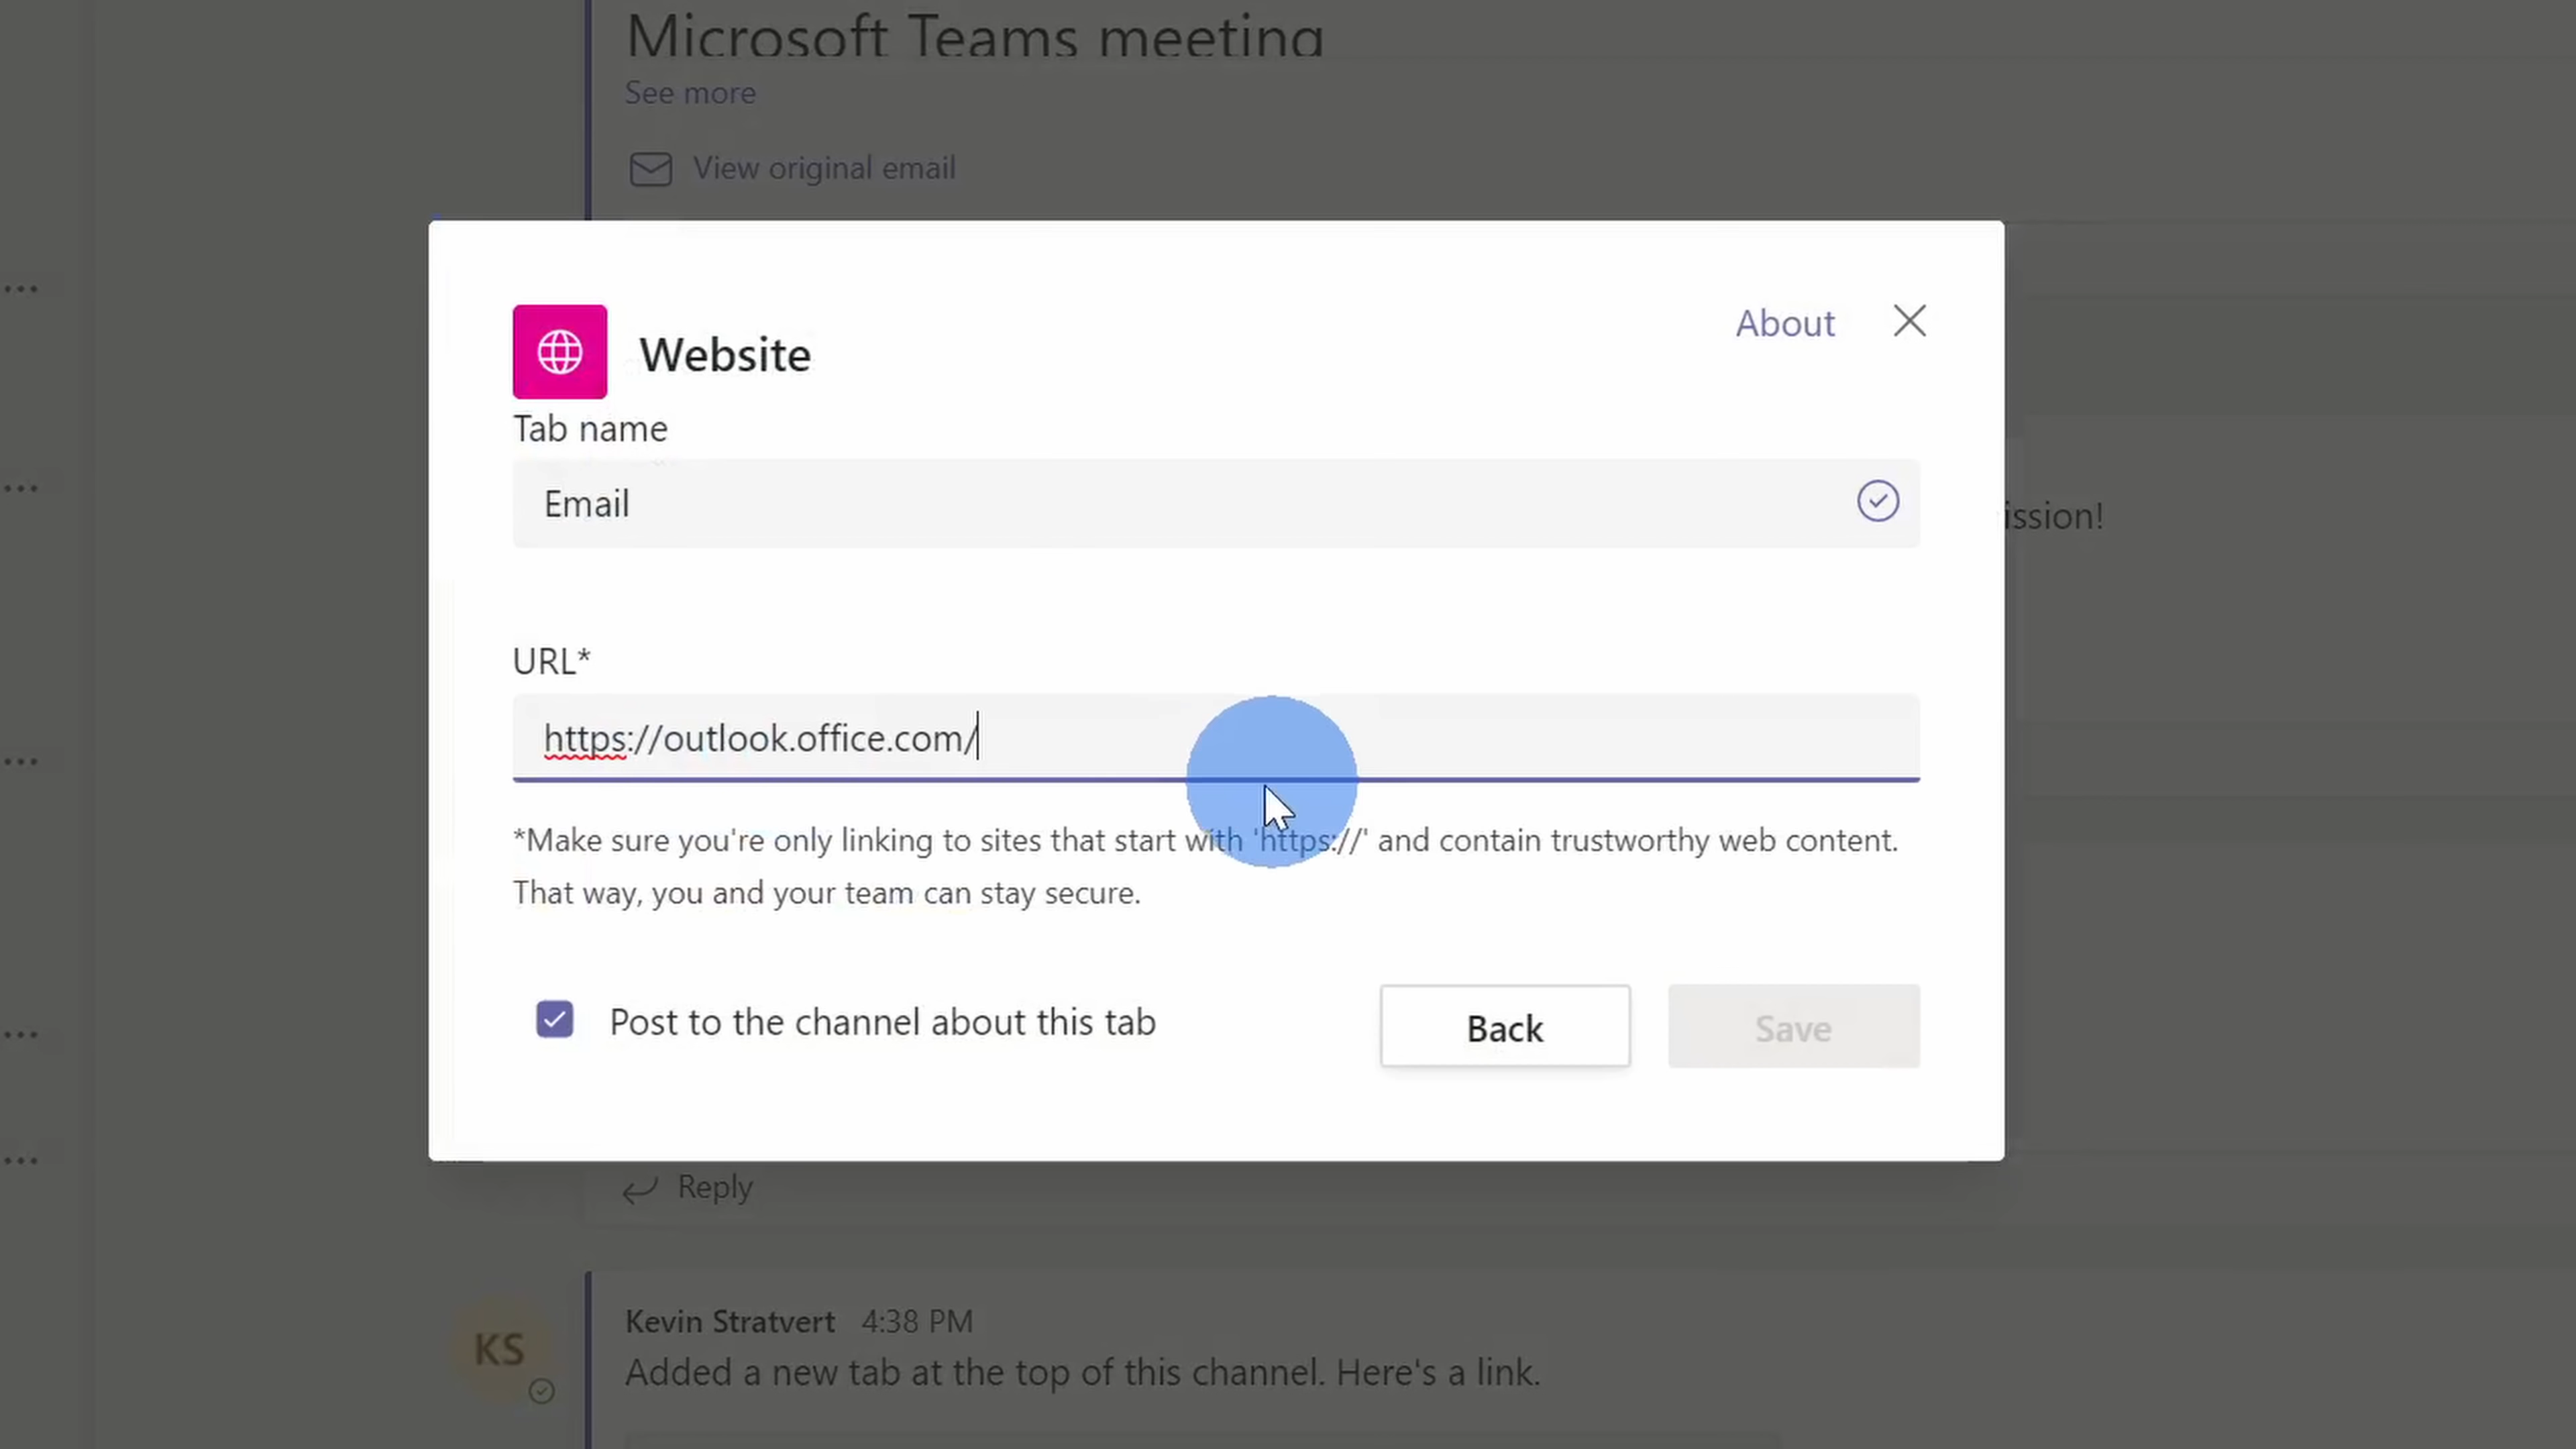 Microsoft Teams meeting
See more
View original email
About
Website
Tab name
Email
ission!
URL*
https://outlook.office.com/
*Make sure you're only linking to sites that start with 'https://' and contain trustworthy web content.
That way, you and your team can stay secure.
Post to the channel about this tab
Back
Save
Reply
Kevin Stratvert 4:38 PM
KS
Added a new tab at the top of this channel. Here's a link.